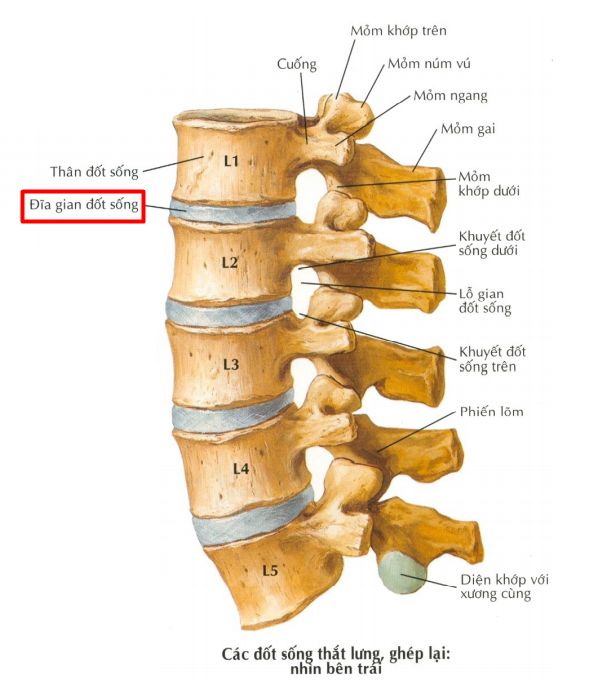 Mỏm khớp trên
Cuống
Mỏm núm vú
Mỏm ngang
Mỏm gai
L1
Thân đốt sống
Mỏm
khớp dưới
Đĩa gian đốt sống
Khuyết đốt
sống dưới
L2
Lỗ gian
đốt sống
L3
Khuyết đốt
sống trên
Phiến lõm
L4
L5
Diện khớp với
xương cùng
Các đốt sống thắt lưng, ghép lại:
nhìn bên trái